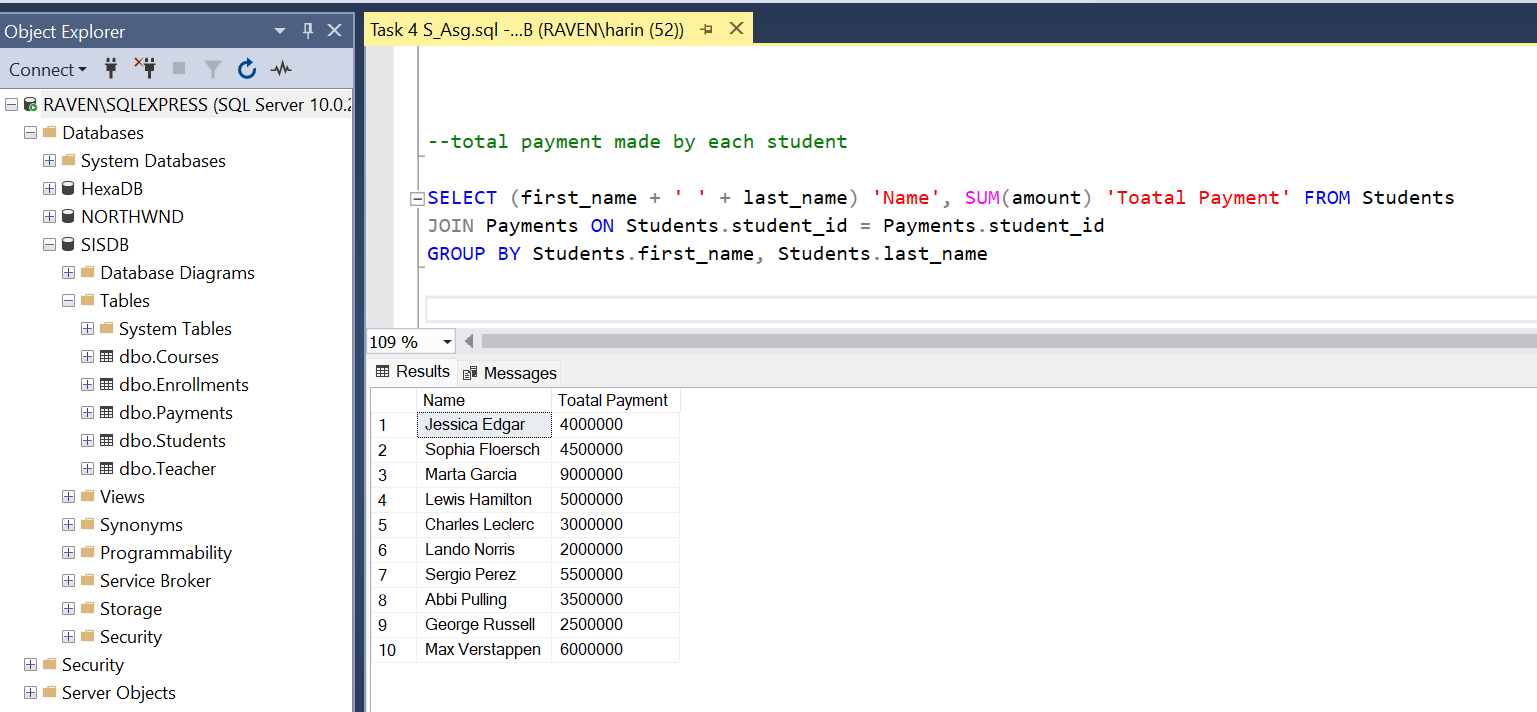 Object Explorer
Connect
RAVEN\SQLEXPRESS (SQL Server 10.0.2
Databases
System Databases
HexaDB
NORTHWND
SISDB
Database Diagrams
Tables
System Tables
dbo.Courses
dbo.Enrollments
dbo.Payments
dbo.Students
dbo.Teacher
Views
Synonyms
Programmability
Service Broker
Storage
Security
Security
Server Objects
Task 4 S_Asg.sql -...B (RAVEN\harin (52))
--total payment made by each student
SELECT (first_name + ' ' + last_name) 'Name', SUM(amount) 'Toatal Payment' FROM Students
JOIN Payments ON Students.student_id = Payments.student_id
GROUP BY Students.first_name, Students.last_name
109 %
Results Messages
Name Toatal Payment
1 Jessica Edgar 4000000
2 Sophia Floersch 4500000
3 Marta Garcia 9000000
4 Lewis Hamilton 5000000
5 Charles Leclerc 3000000
6 Lando Norris 2000000
7 Sergio Perez 5500000
8 Abbi Pulling 3500000
9 George Russell 2500000
10 Max Verstappen 6000000